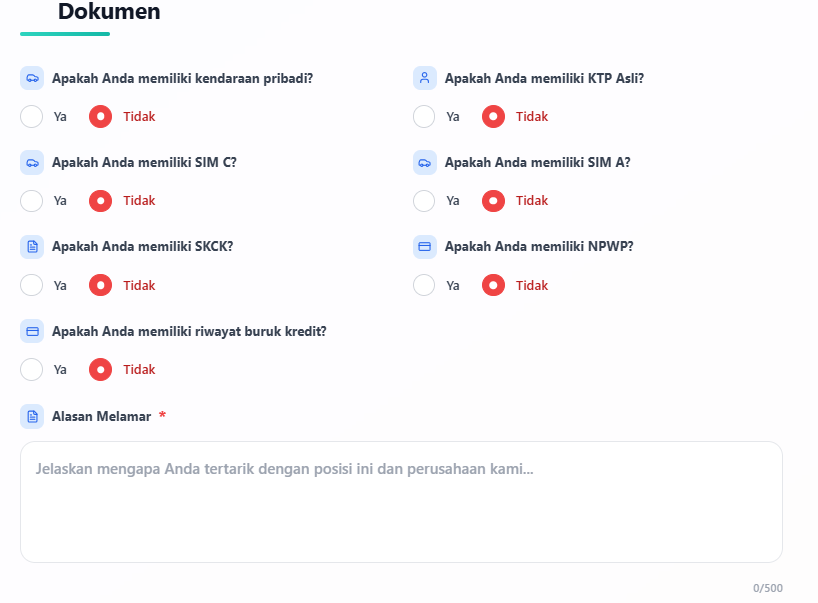 Dokumen
Apakah Anda memiliki kendaraan pribadi?
Ya Tidak
Apakah Anda memiliki KTP Asli?
Ya Tidak
Apakah Anda memiliki SIM C?
Ya Tidak
Apakah Anda memiliki SIM A?
Ya Tidak
Apakah Anda memiliki SKCK?
Ya Tidak
Apakah Anda memiliki NPWP?
Ya Tidak
Apakah Anda memiliki riwayat buruk kredit?
Ya Tidak
Alasan Melamar *
Jelaskan mengapa Anda tertarik dengan posisi ini dan perusahaan kami...
0/500